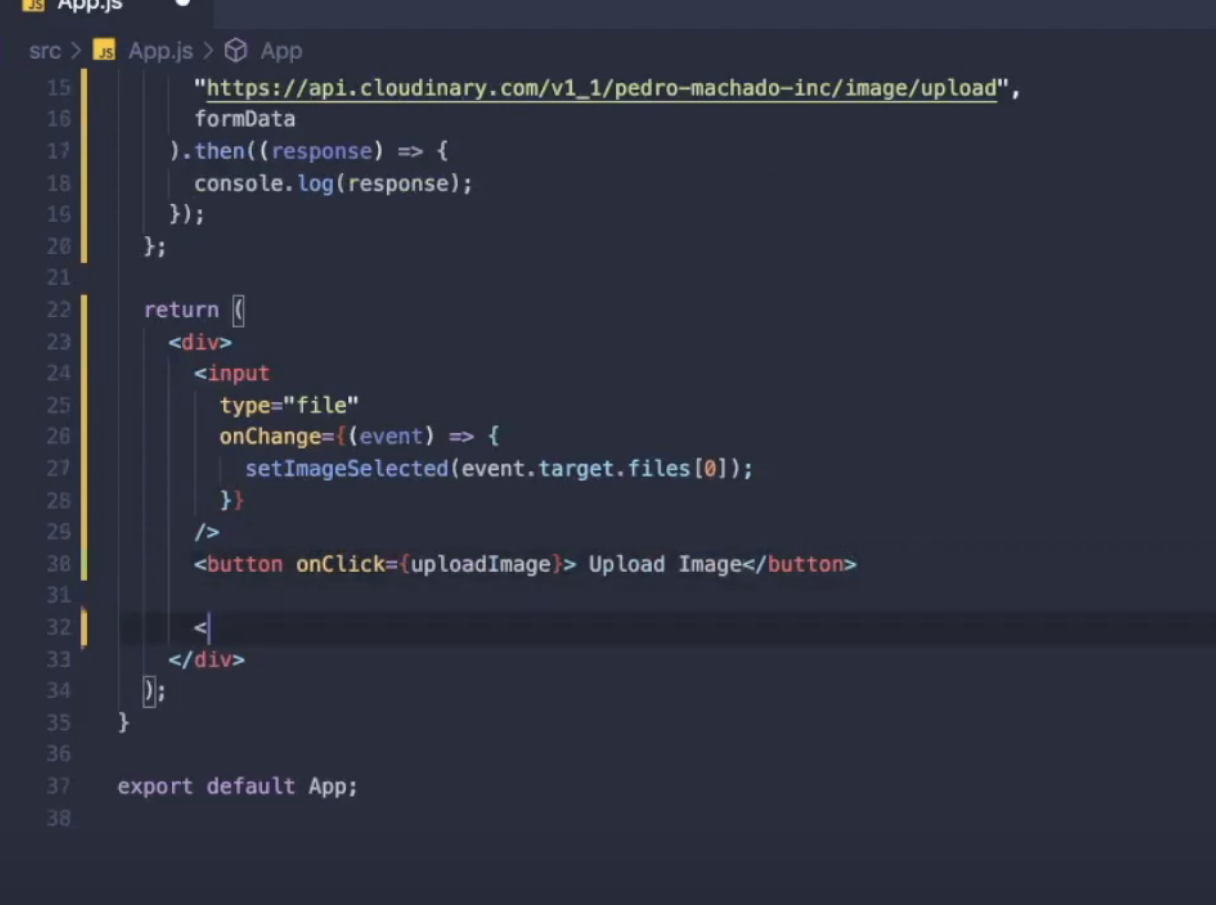 JS App.js
src > JS App.js > App
15 "https://api.cloudinary.com/v1_1/pedro-machado-inc/image/upload",
16 formData
17 ).then((response) => {
18 console.log(response);
19 });
20 };
21
22 return (
23 <div>
24 <input
25 type="file"
26 onChange={(event) => {
27 setImageSelected(event.target.files[0]);
28 }}
29 />
30 <button onClick={uploadImage}> Upload Image</button>
31
32 <
33 </div>
34 );
35 }
36
37 export default App;
38